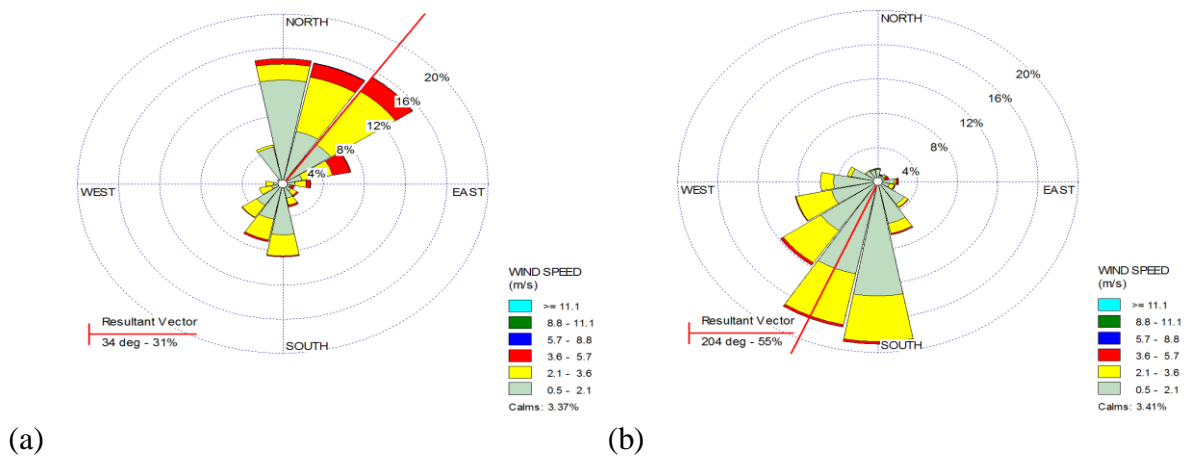 NORTH
20%
16%
12%
8%
4%
WEST
EAST
SOUTH
WIND SPEED
(m/s)
>= 11.1
8.8 - 11.1
5.7 - 8.8
3.6 - 5.7
2.1 - 3.6
0.5 - 2.1
Calms: 3.37%
Resultant Vector
34 deg - 31%
(a)
NORTH
20%
16%
12%
8%
4%
WEST
EAST
SOUTH
WIND SPEED
(m/s)
>= 11.1
8.8 - 11.1
5.7 - 8.8
3.6 - 5.7
2.1 - 3.6
0.5 - 2.1
Calms: 3.41%
Resultant Vector
204 deg - 55%
(b)